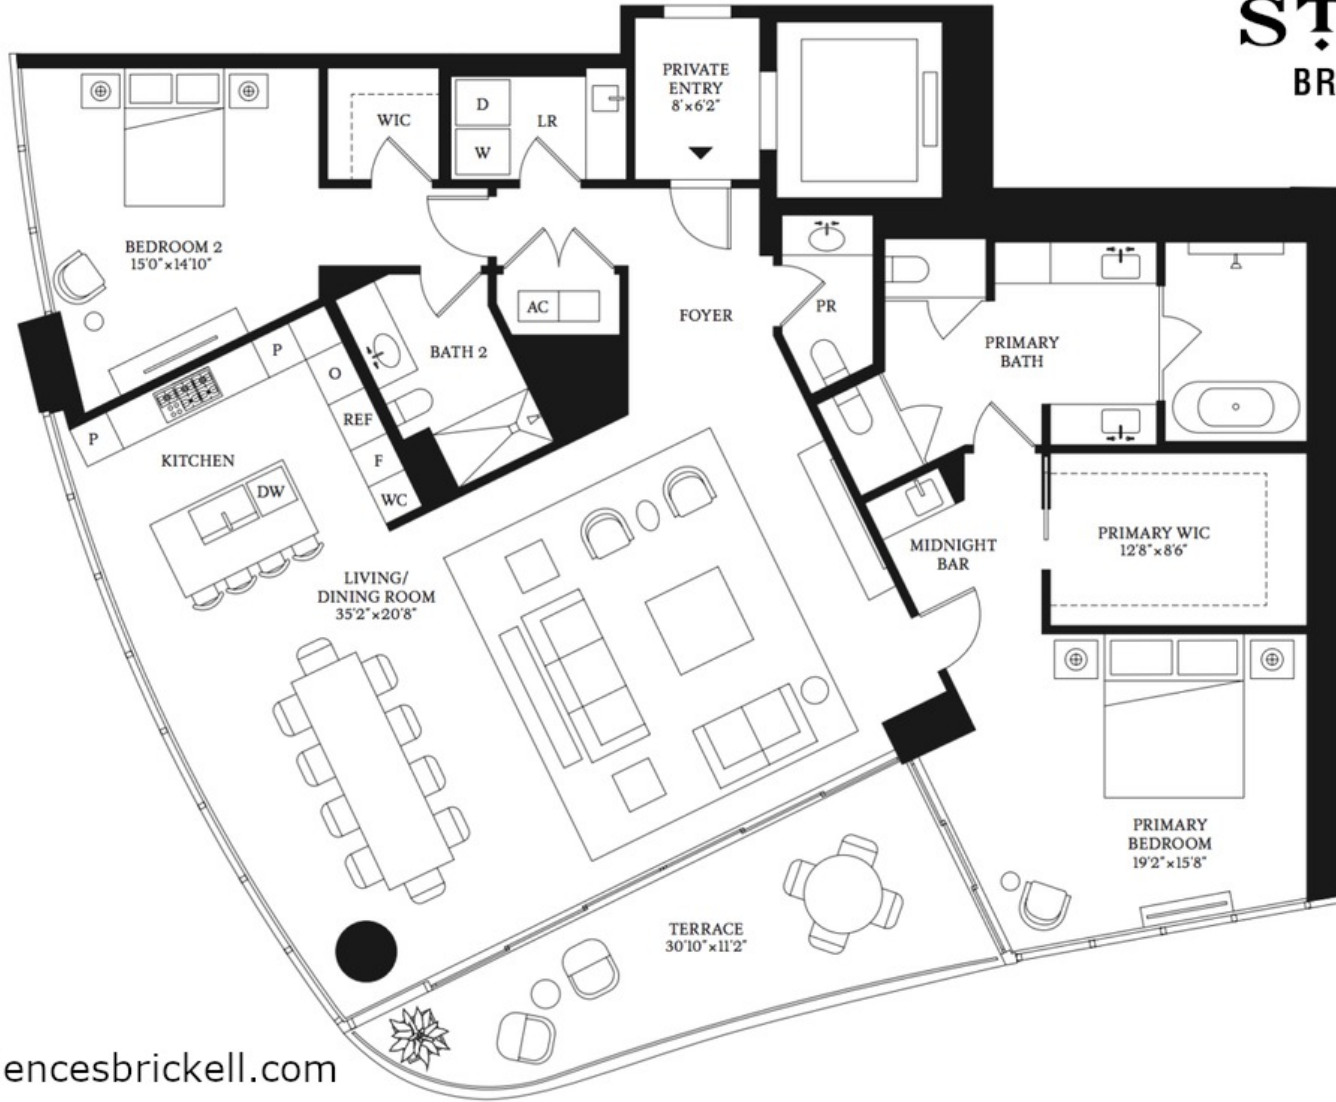 ST
BR
PRIVATE
ENTRY
8'×6'2"
D
W
LR
WIC
BEDROOM 2
15'0"×14'10"
AC
FOYER
PR
PRIMARY
BATH
BATH 2
P
O
REF
F
WC
P
KITCHEN
DW
LIVING/
DINING ROOM
35'2"×20'8"
MIDNIGHT
BAR
PRIMARY WIC
12'8"×8'6"
PRIMARY
BEDROOM
19'2"×15'8"
TERRACE
30'10"×11'2"
encesbrickell.com